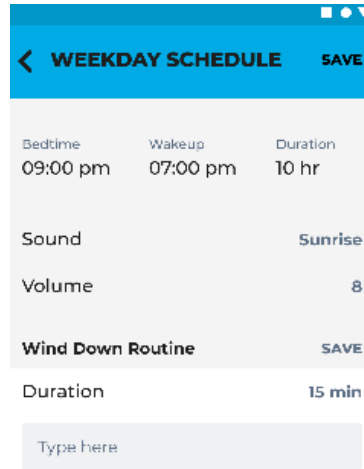 WEEKDAY SCHEDULE SAVE
Bedtime Wakeup Duration
09:00 pm 07:00 pm 10 hr
Sound Sunrise
Volume 8
Wind Down Routine SAVE
Duration 15 min
Type here